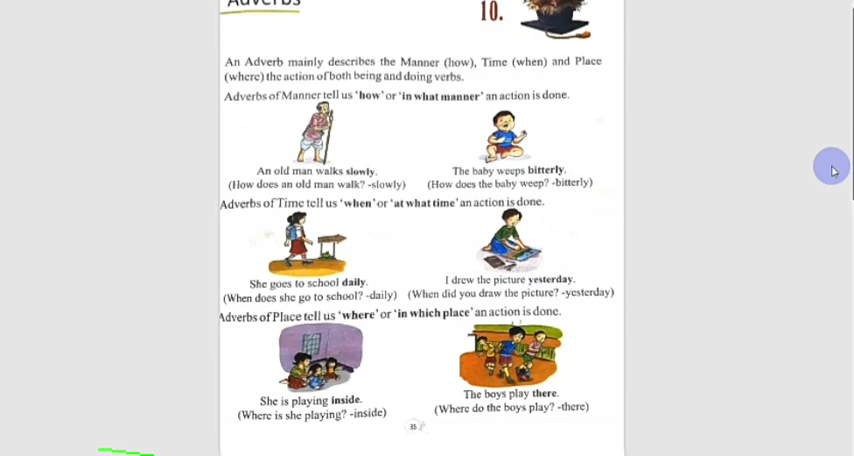 Adverbs
10.
An Adverb mainly describes the Manner (how), Time (when) and Place
(where) the action of both being and doing verbs.
Adverbs of Manner tell us ‘how’ or ‘in what manner’ an action is done.
An old man walks slowly.
(How does an old man walk? -slowly)
The baby weeps bitterly.
(How does the baby weep? -bitterly)
Adverbs of Time tell us ‘when’ or ‘at what time’ an action is done.
She goes to school daily.
(When does she go to school? -daily)
I drew the picture yesterday.
(When did you draw the picture? -yesterday)
Adverbs of Place tell us ‘where’ or ‘in which place’ an action is done.
She is playing inside.
(Where is she playing? -inside)
The boys play there.
(Where do the boys play? -there)
35